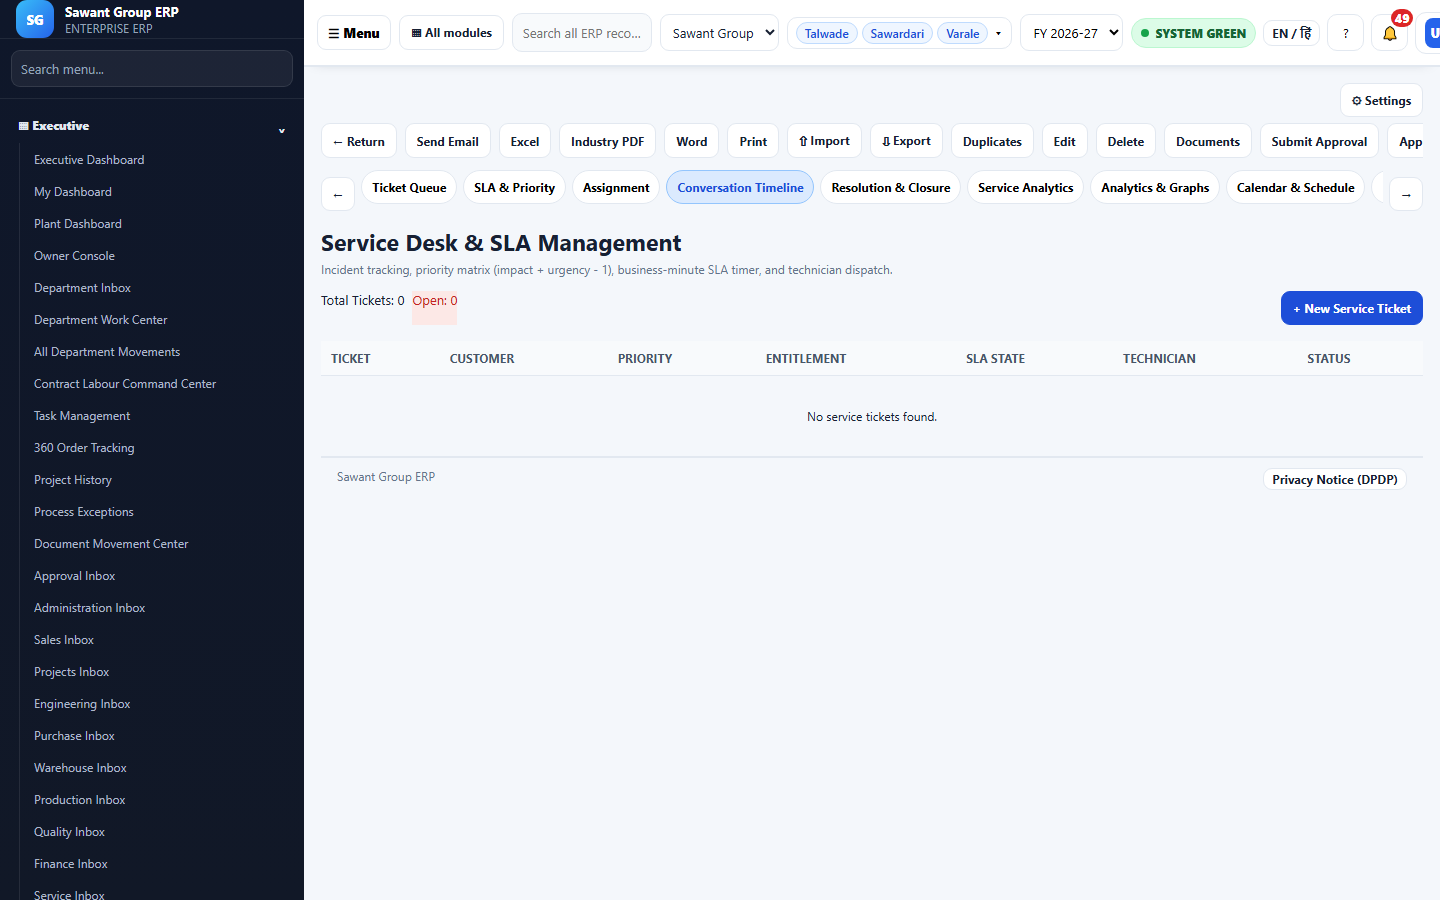 SG
Sawant Group ERP
ENTERPRISE ERP
Search menu...
Executive
Executive Dashboard
My Dashboard
Plant Dashboard
Owner Console
Department Inbox
Department Work Center
All Department Movements
Contract Labour Command Center
Task Management
360 Order Tracking
Project History
Process Exceptions
Document Movement Center
Approval Inbox
Administration Inbox
Sales Inbox
Projects Inbox
Engineering Inbox
Purchase Inbox
Warehouse Inbox
Production Inbox
Quality Inbox
Finance Inbox
Service Inbox
☰ Menu
All modules
Search all ERP reco...
Sawant Group
Talwade Sawardari Varale
FY 2026-27
SYSTEM GREEN
EN / हिं
?
49
U
⚙ Settings
← Return
Send Email
Excel
Industry PDF
Word
Print
⇧ Import
⇩ Export
Duplicates
Edit
Delete
Documents
Submit Approval
App
←
Ticket Queue
SLA & Priority
Assignment
Conversation Timeline
Resolution & Closure
Service Analytics
Analytics & Graphs
Calendar & Schedule
→
Service Desk & SLA Management
Incident tracking, priority matrix (impact + urgency - 1), business-minute SLA timer, and technician dispatch.
Total Tickets: 0 Open: 0
+ New Service Ticket
TICKET CUSTOMER PRIORITY ENTITLEMENT SLA STATE TECHNICIAN STATUS
No service tickets found.
Sawant Group ERP
Privacy Notice (DPDP)